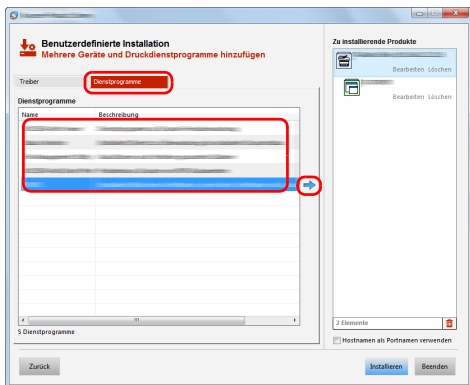 Benutzerdefinierte Installation
Mehrere Geräte und Druckdienstprogramme hinzufügen
Treiber
Dienstprogramme
Dienstprogramme
Name Beschreibung
5 Dienstprogramme
Zurück
Zu installierende Produkte
Bearbeiten Löschen
Bearbeiten Löschen
2 Elemente
Hostnamen als Portnamen verwenden
Installieren Beenden